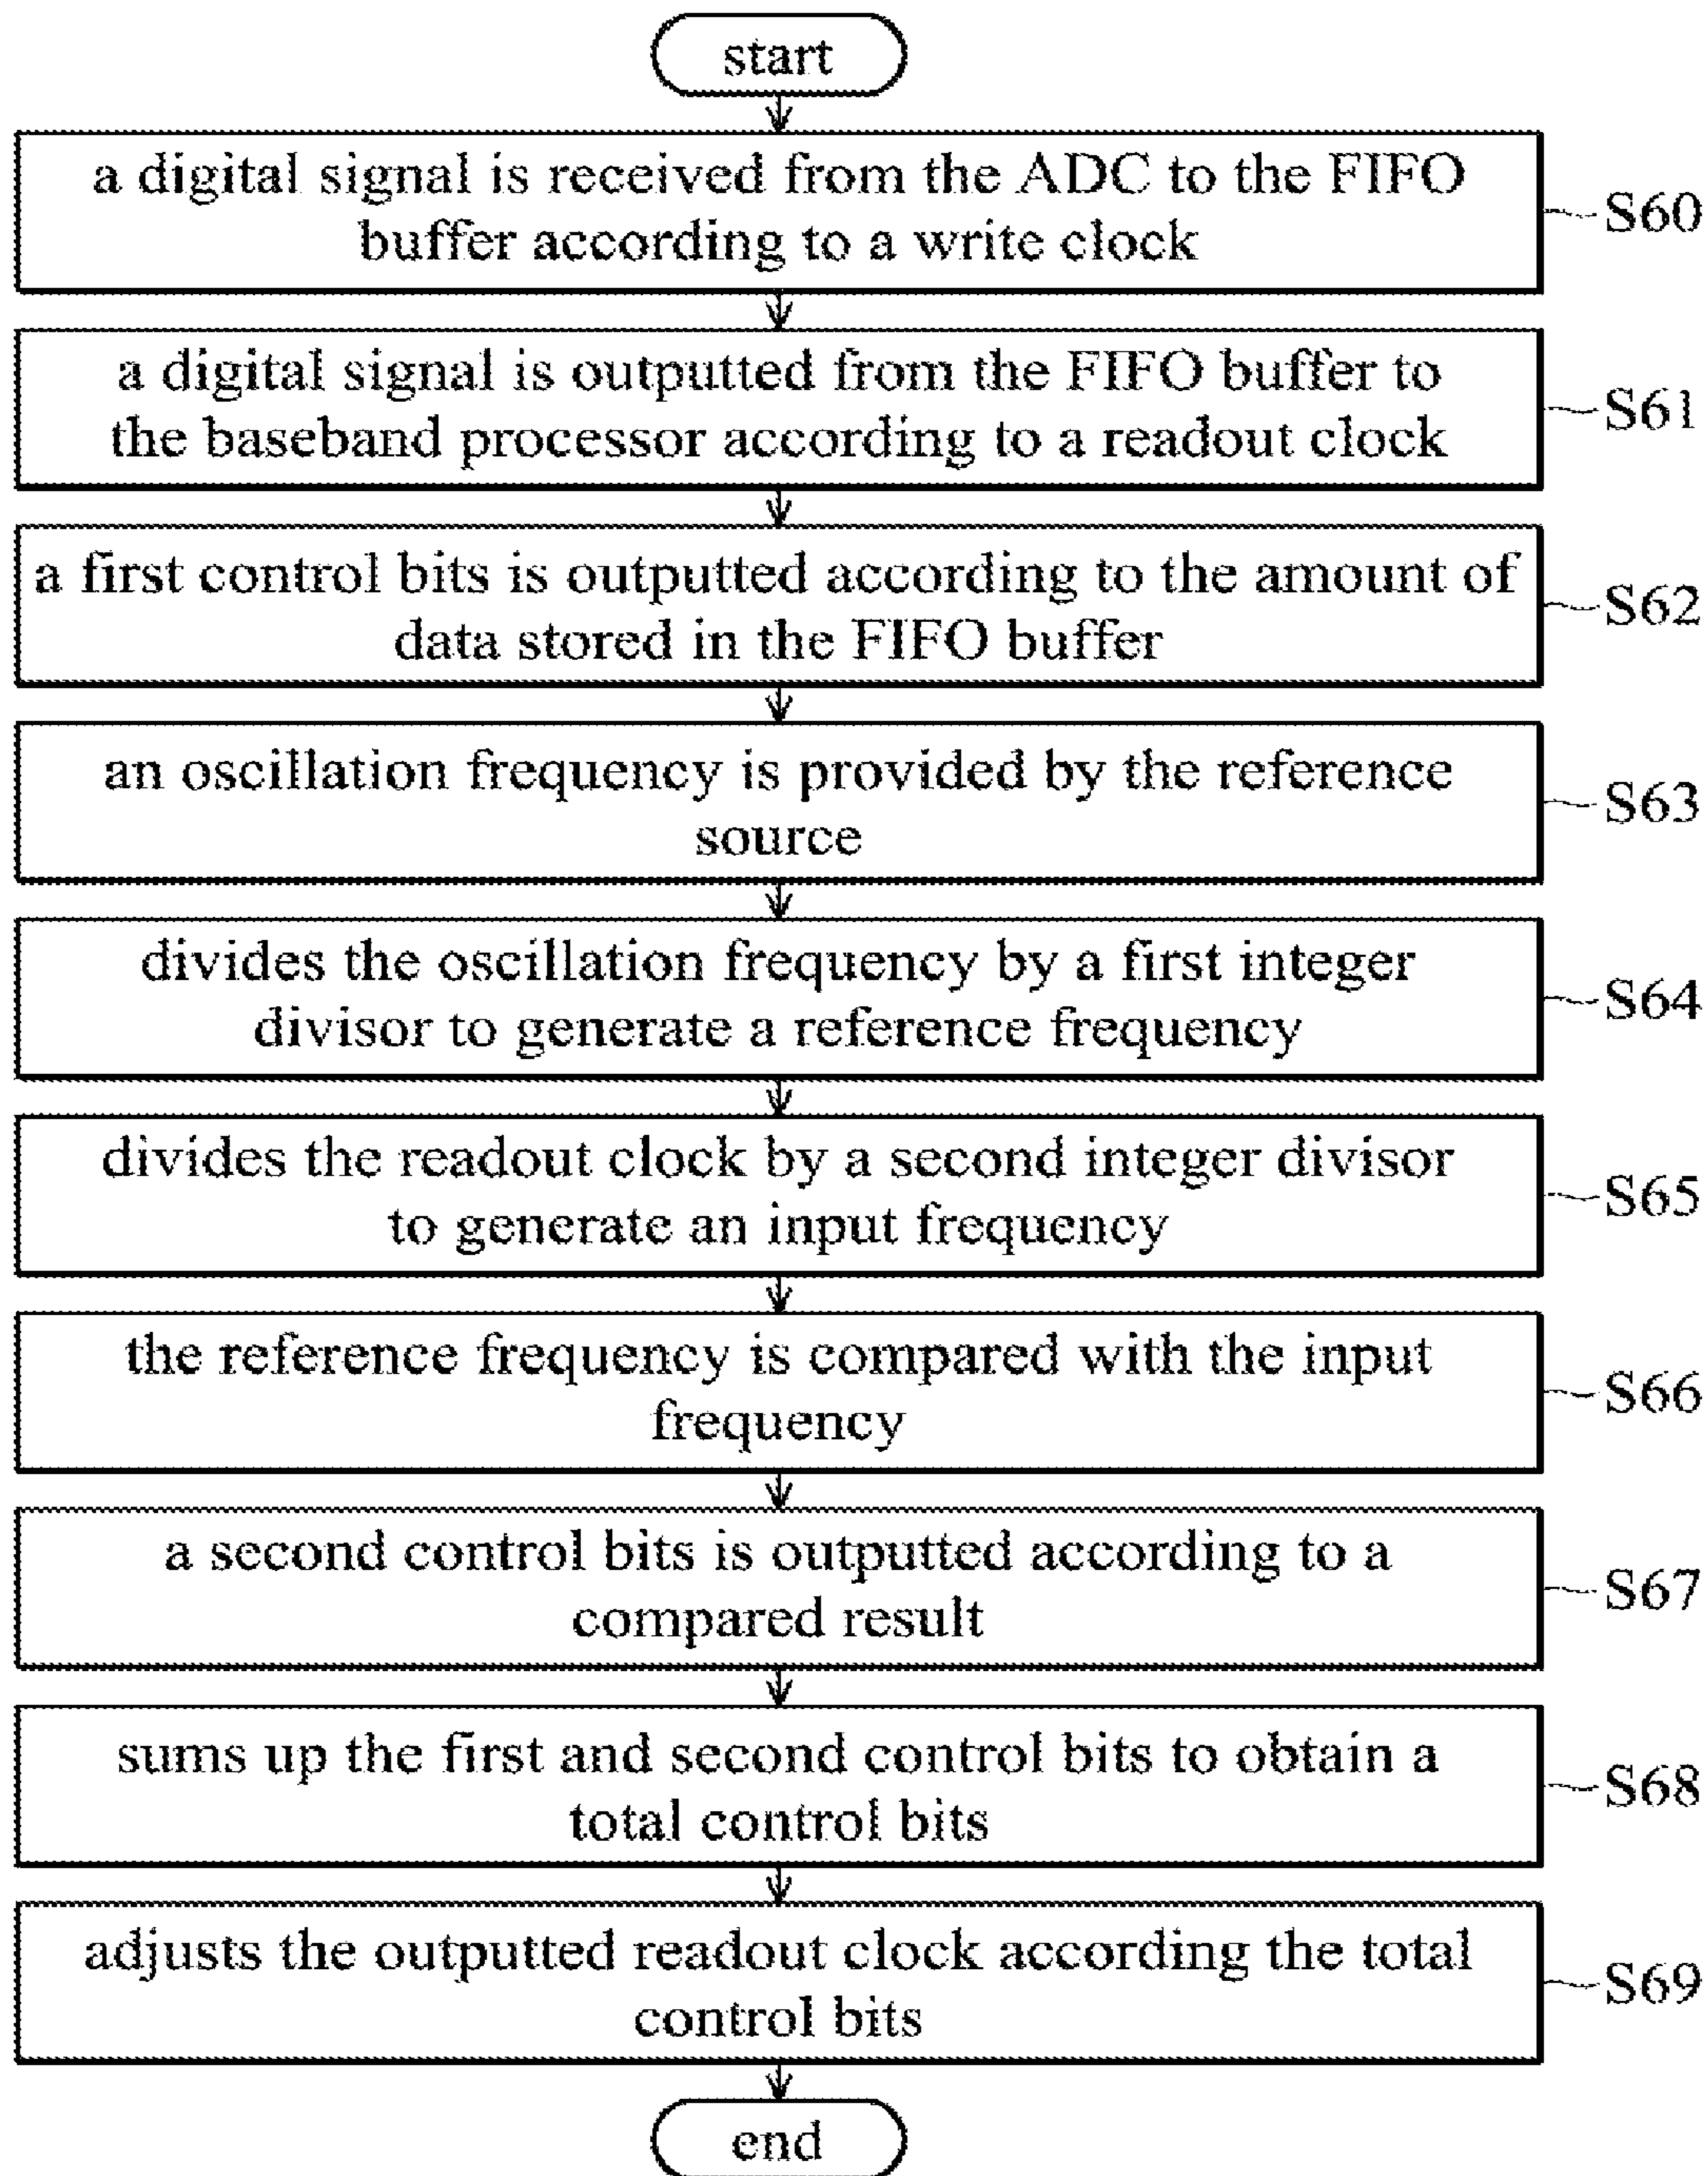 start
a digital signal is received from the ADC to the FIFO
buffer according to a write clock
S60
a digital signal is outputted from the FIFO buffer to
the baseband processor according to a readout clock
S61
a first control bits is outputted according to the amount of
data stored in the FIFO buffer
S62
an oscillation frequency is provided by the reference
source
S63
divides the oscillation frequency by a first integer
divisor to generate a reference frequency
S64
divides the readout clock by a second integer divisor
to generate an input frequency
S65
the reference frequency is compared with the input
frequency
S66
a second control bits is outputted according to a
compared result
S67
sums up the first and second control bits to obtain a
total control bits
S68
adjusts the outputted readout clock according the total
control bits
S69
end